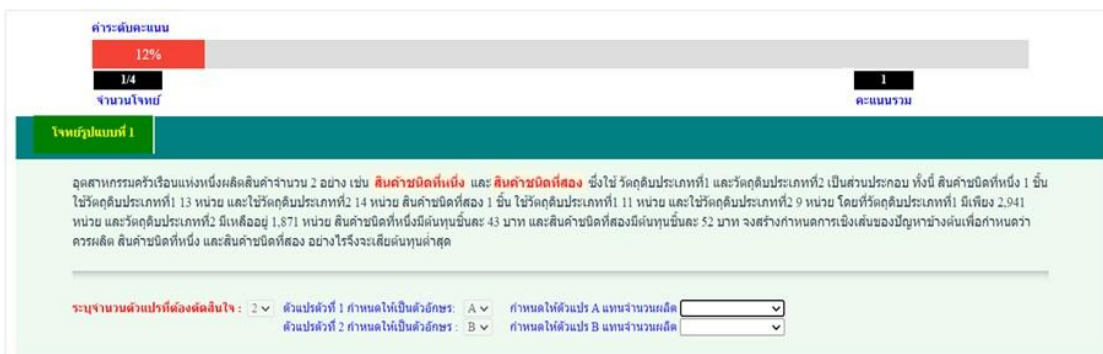 ค่าระดับคะแนน
12%
1/4
1
จำนวนโจทย์
คะแนนรวม
โจทย์รูปแบบที่ 1
อุตสาหกรรมครัวเรือนแห่งหนึ่งผลิตสินค้าจำนวน 2 อย่าง เช่น สินค้าชนิดที่หนึ่ง และ สินค้าชนิดที่สอง ซึ่งใช้ วัตถุดิบประเภทที่1 และวัตถุดิบประเภทที่2 เป็นส่วนประกอบ ทั้งนี้ สินค้าชนิดที่หนึ่ง 1 ชิ้น
ใช้วัตถุดิบประเภทที่1 13 หน่วย และใช้วัตถุดิบประเภทที่2 14 หน่วย สินค้าชนิดที่สอง 1 ชิ้น ใช้วัตถุดิบประเภทที่1 11 หน่วย และใช้วัตถุดิบประเภทที่2 9 หน่วย โดยที่วัตถุดิบประเภทที่1 มีเพียง 2,941
หน่วย และวัตถุดิบประเภทที่2 มีเหลืออยู่ 1,871 หน่วย สินค้าชนิดที่หนึ่งมีต้นทุนชิ้นละ 43 บาท และสินค้าชนิดที่สองมีต้นทุนชิ้นละ 52 บาท จงสร้างกำหนดการเชิงเส้นของปัญหาข้างต้นเพื่อกำหนดว่า
ควรผลิต สินค้าชนิดที่หนึ่ง และสินค้าชนิดที่สอง อย่างไรจึงจะเสียต้นทุนต่ำสุด
ระบุจำนวนตัวแปรที่ต้องตัดสินใจ : 2 ตัวแปรตัวที่ 1 กำหนดให้เป็นตัวอักษร: A กำหนดให้ตัวแปร A แทนจำนวนผลิต
ตัวแปรตัวที่ 2 กำหนดให้เป็นตัวอักษร : B กำหนดให้ตัวแปร B แทนจำนวนผลิต